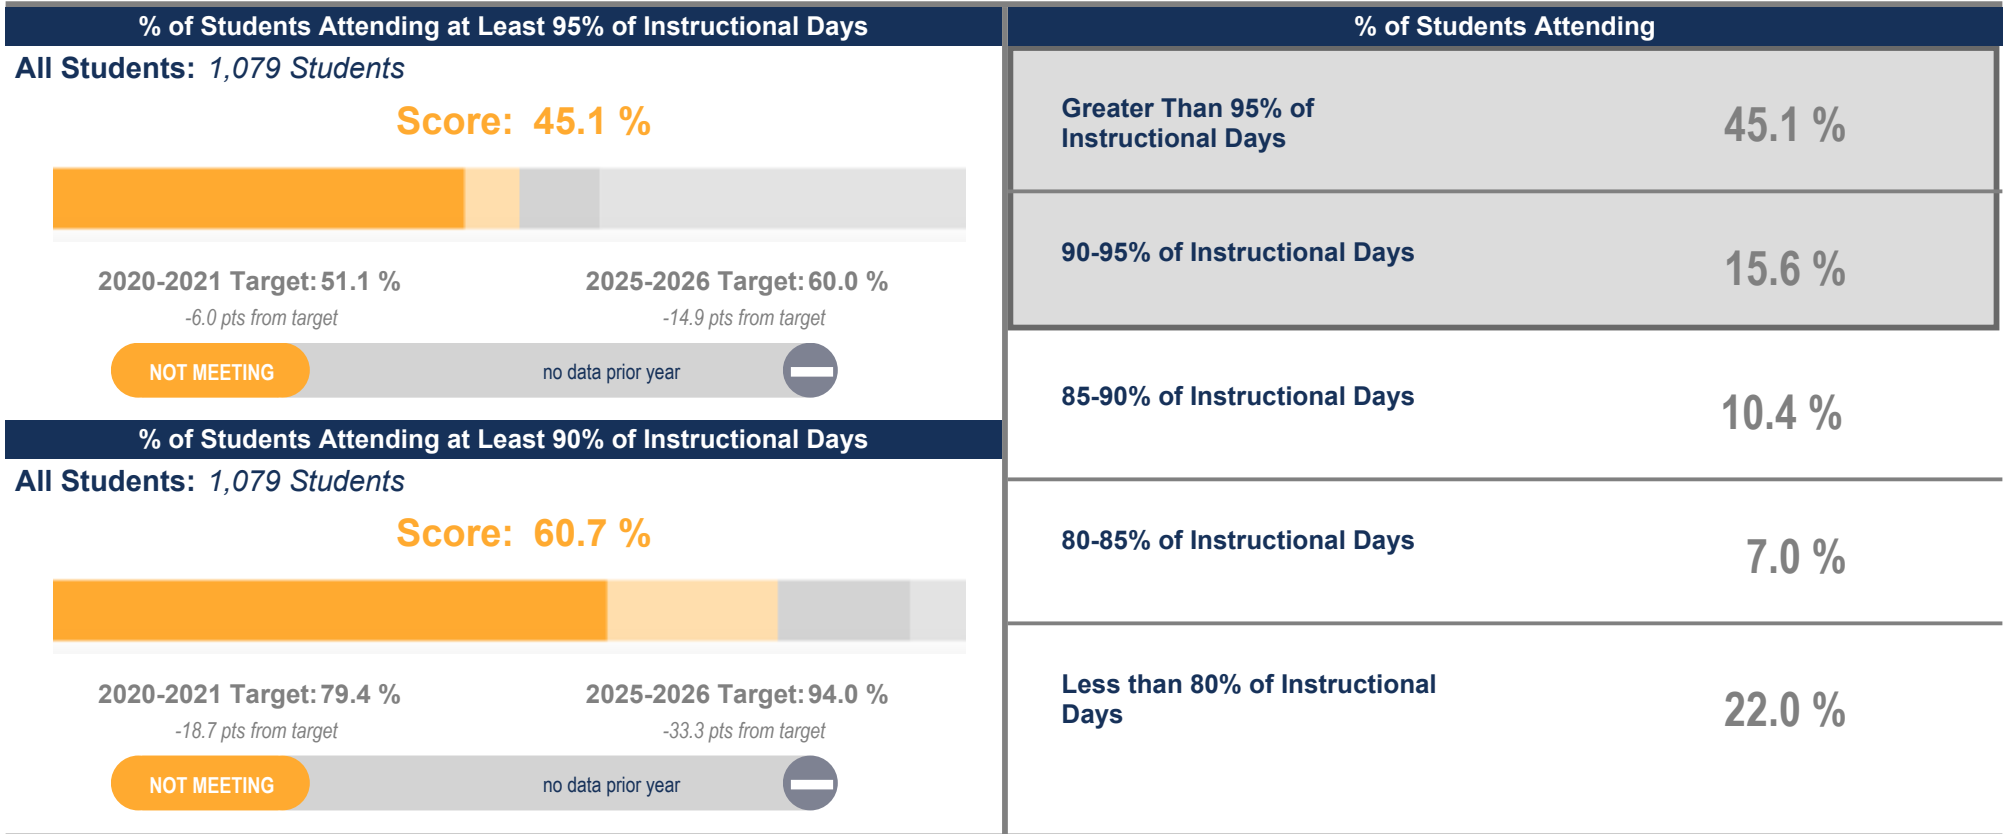 % of Students Attending at Least 95% of Instructional Days
All Students: 1,079 Students
Score: 45.1 %
2020-2021 Target: 51.1 %
-6.0 pts from target
2025-2026 Target: 60.0 %
-14.9 pts from target
NOT MEETING
no data prior year
% of Students Attending at Least 90% of Instructional Days
All Students: 1,079 Students
Score: 60.7 %
2020-2021 Target: 79.4 %
-18.7 pts from target
2025-2026 Target: 94.0 %
-33.3 pts from target
NOT MEETING
no data prior year
% of Students Attending
Greater Than 95% of
Instructional Days
45.1 %
90-95% of Instructional Days
15.6 %
85-90% of Instructional Days
10.4 %
80-85% of Instructional Days
7.0 %
Less than 80% of Instructional
Days
22.0 %